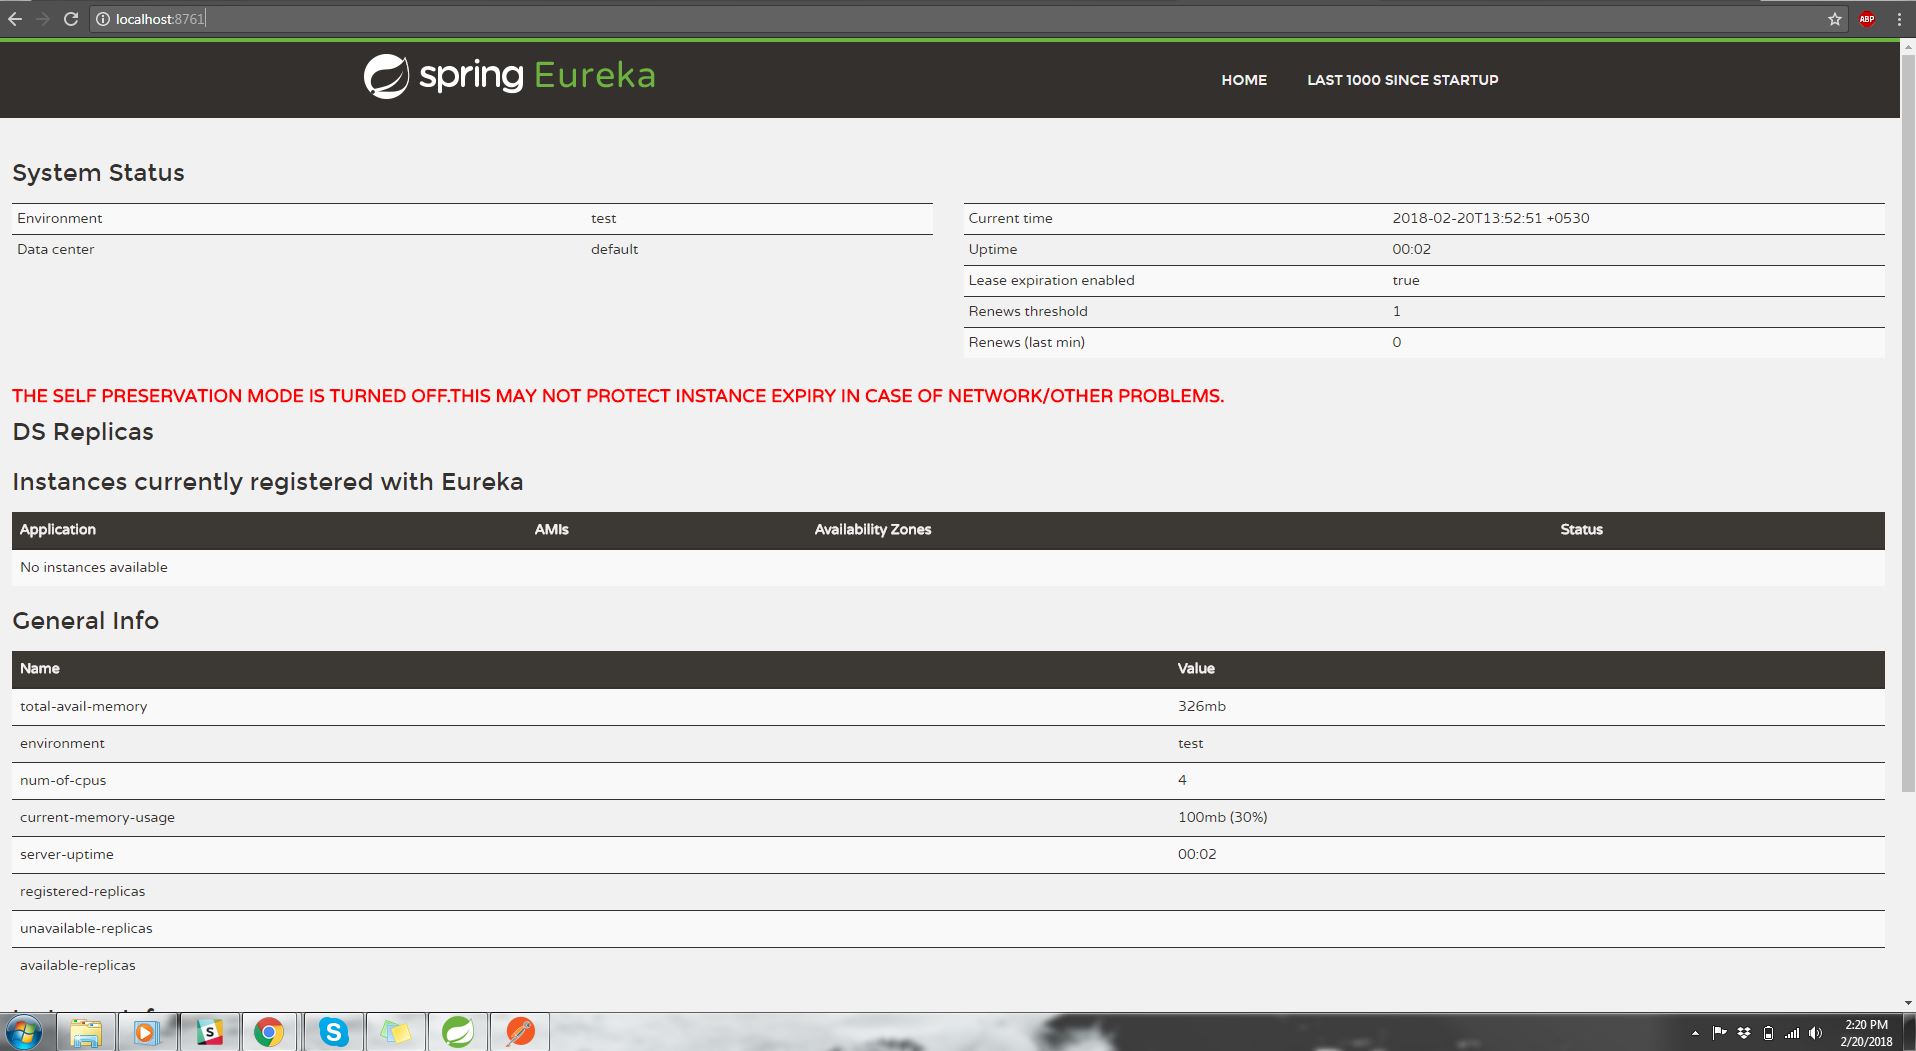 localhost:8761
ABP
spring Eureka
HOME LAST 1000 SINCE STARTUP
System Status
Environment test
Data center default
Current time 2018-02-20T13:52:51 +0530
Uptime 00:02
Lease expiration enabled true
Renews threshold 1
Renews (last min) 0
THE SELF PRESERVATION MODE IS TURNED OFF.THIS MAY NOT PROTECT INSTANCE EXPIRY IN CASE OF NETWORK/OTHER PROBLEMS.
DS Replicas
Instances currently registered with Eureka
Application AMIs Availability Zones Status
No instances available
General Info
Name Value
total-avail-memory 326mb
environment test
num-of-cpus 4
current-memory-usage 100mb (30%)
server-uptime 00:02
registered-replicas
unavailable-replicas
available-replicas
2:20 PM
2/20/2018